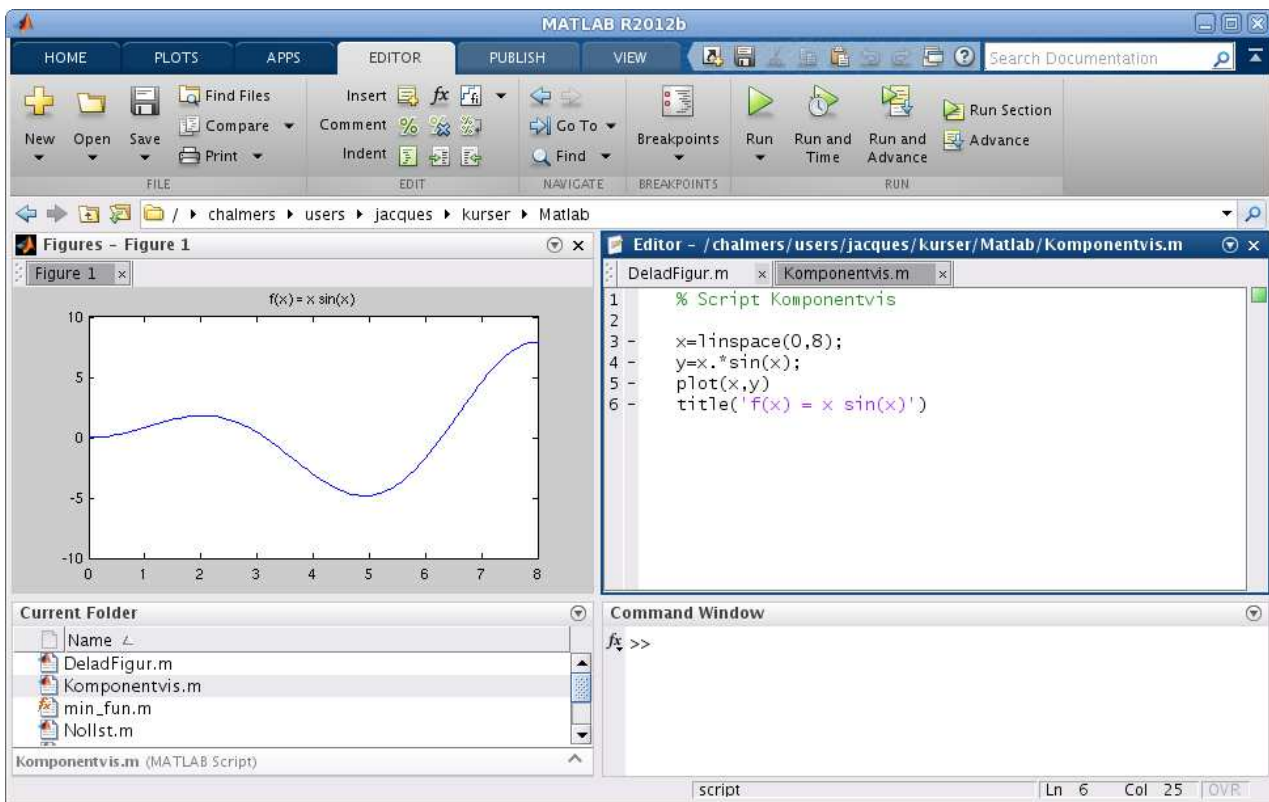 MATLAB R2012b
HOME PLOTS APPS EDITOR PUBLISH VIEW Search Documentation
New Open Save Find Files Compare Print
FILE
Insert fx fi
Comment % %
Indent
EDIT
Go To
Find
NAVIGATE
Breakpoints
BREAKPOINTS
Run Run and Time Run and Advance Run Section Advance
RUN
/ chalmers users jacques kurser Matlab
Figures - Figure 1
Figure 1
f(x) = x sin(x)
10
5
0
-5
-10
0 1 2 3 4 5 6 7 8
Editor - /chalmers/users/jacques/kurser/Matlab/Komponentvis.m
DeladFigur.m Komponentvis.m
1 % Script Komponentvis
2
3 - x=linspace(0,8);
4 - y=x.*sin(x);
5 - plot(x,y)
6 - title('f(x) = x sin(x)')
Current Folder
Name
DeladFigur.m
Komponentvis.m
min_fun.m
Nollst.m
Komponentvis.m (MATLAB Script)
Command Window
fx >>
script Ln 6 Col 25 OVR